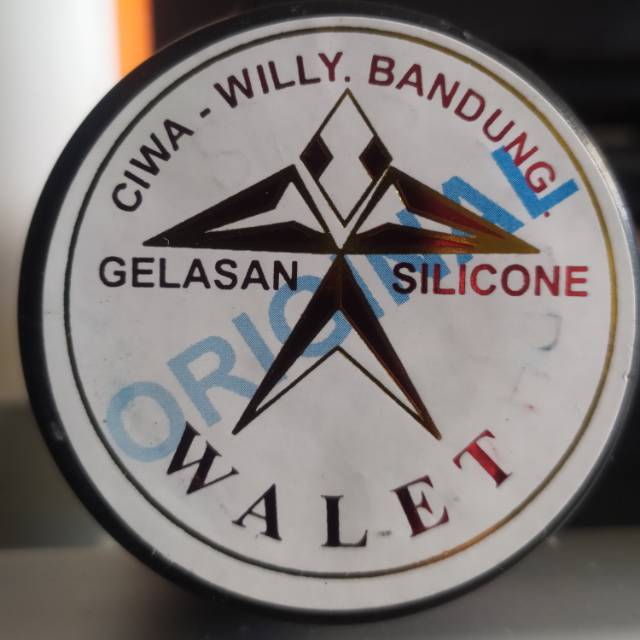 CIWA - WILLY. BANDUNG.
GELASAN SILICONE
ORIGINAL
WALET